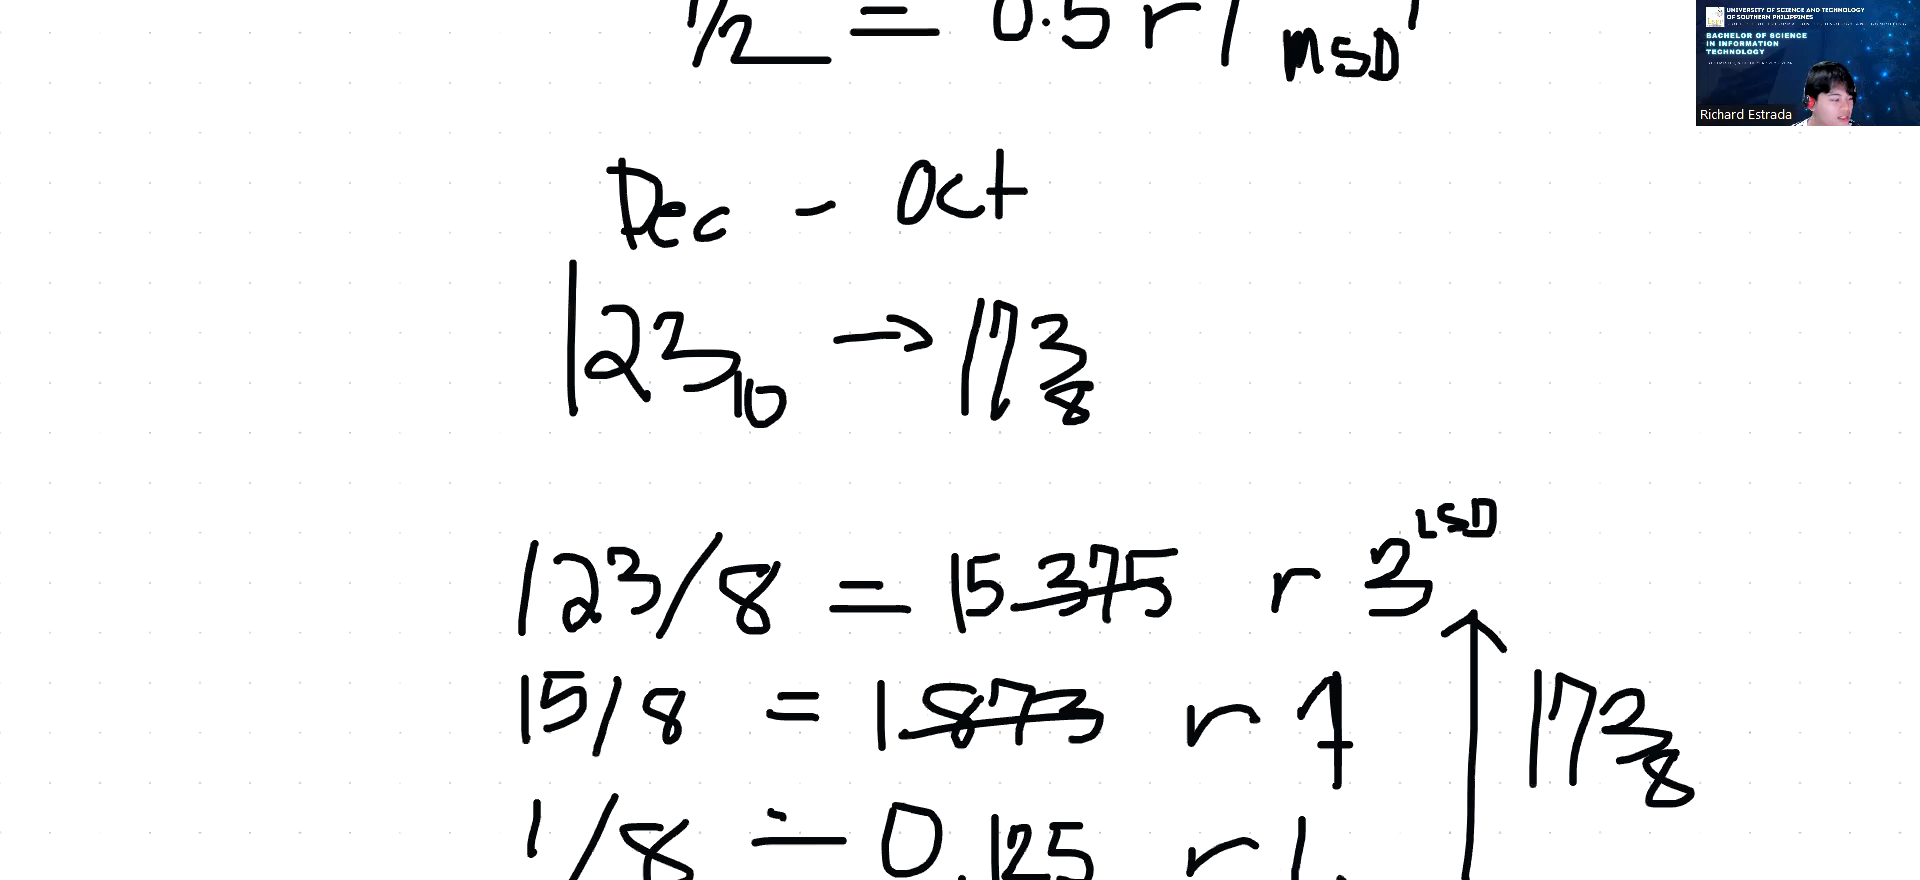 1/2 = 0.5 r 1 MSD
UNIVERSITY OF SCIENCE AND TECHNOLOGY
OF SOUTHERN PHILIPPINES
BACHELOR OF SCIENCE
IN INFORMATION
TECHNOLOGY
Richard Estrada
Dec - Oct
123₁₀ → 173₈
123/8 = 15 375 r 3 LSD
15/8 = 1 873 r 7
173₈
1/8 = 0.125 r 1